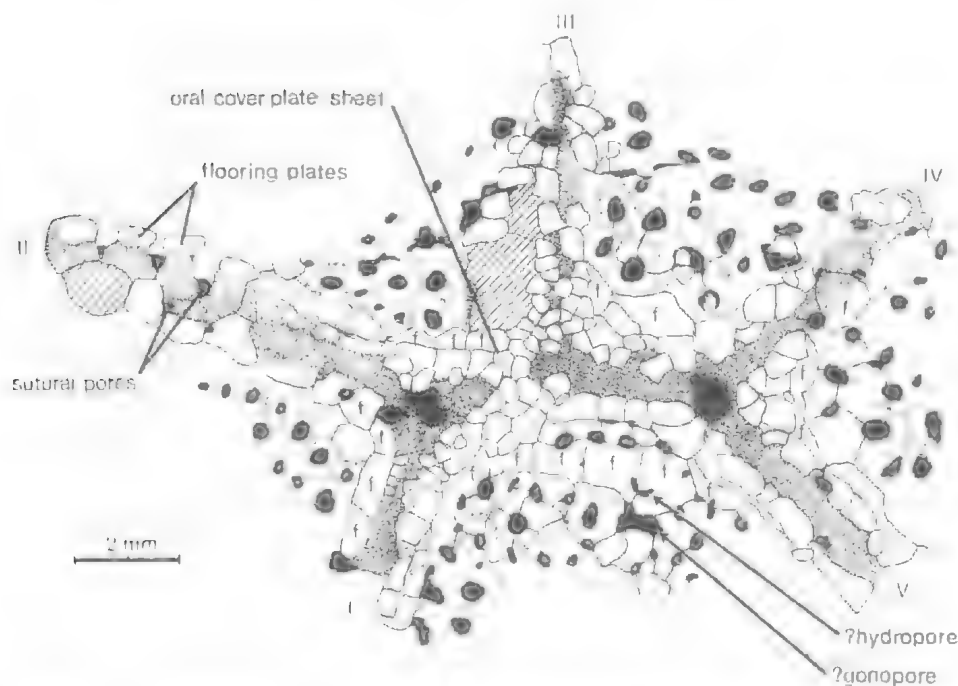 III
oral cover plate sheet
flooring plates
IV
II
f
f
f
sutural pores
f
f
f
f
f
f
f
f
f
f
f
f
2 mm
I
V
?hydropore
?gonopore